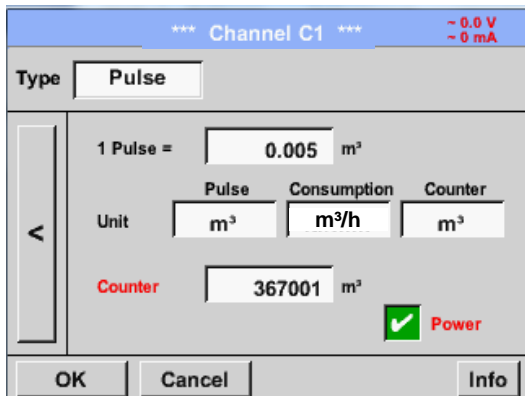 *** Channel C1 ***
~ 0.0 V
~ 0 mA
Type Pulse
1 Pulse = 0.005 m³
Pulse Consumption Counter
Unit m³ m³/h m³
<
Counter 367001 m³
✔ Power
OK Cancel Info